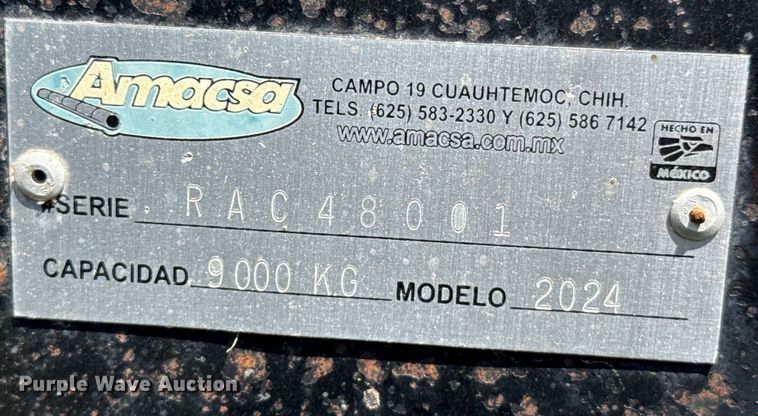 Amacsa
CAMPO 19 CUAUHTEMOC, CHIH.
TELS. (625) 583-2330 Y (625) 586 7142
www.amacsa.com.mx
HECHO EN
MÉXICO
#SERIE RAC48001
CAPACIDAD 9000 KG MODELO 2024
Purple Wave Auction